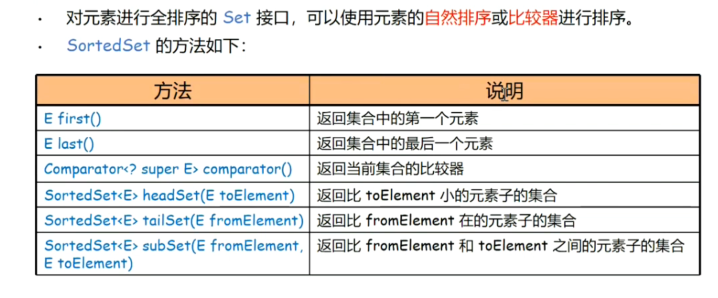 • 对元素进行全排序的 Set 接口，可以使用元素的自然排序或比较器进行排序。
• SortedSet 的方法如下：
方法 说明
E first() 返回集合中的第一个元素
E last() 返回集合中的最后一个元素
Comparator<? super E> comparator() 返回当前集合的比较器
SortedSet<E> headSet(E toElement) 返回比 toElement 小的元素子的集合
SortedSet<E> tailSet(E fromElement) 返回比 fromElement 在的元素子的集合
SortedSet<E> subSet(E fromElement, 返回比 fromElement 和 toElement 之间的元素子的集合
E toElement)